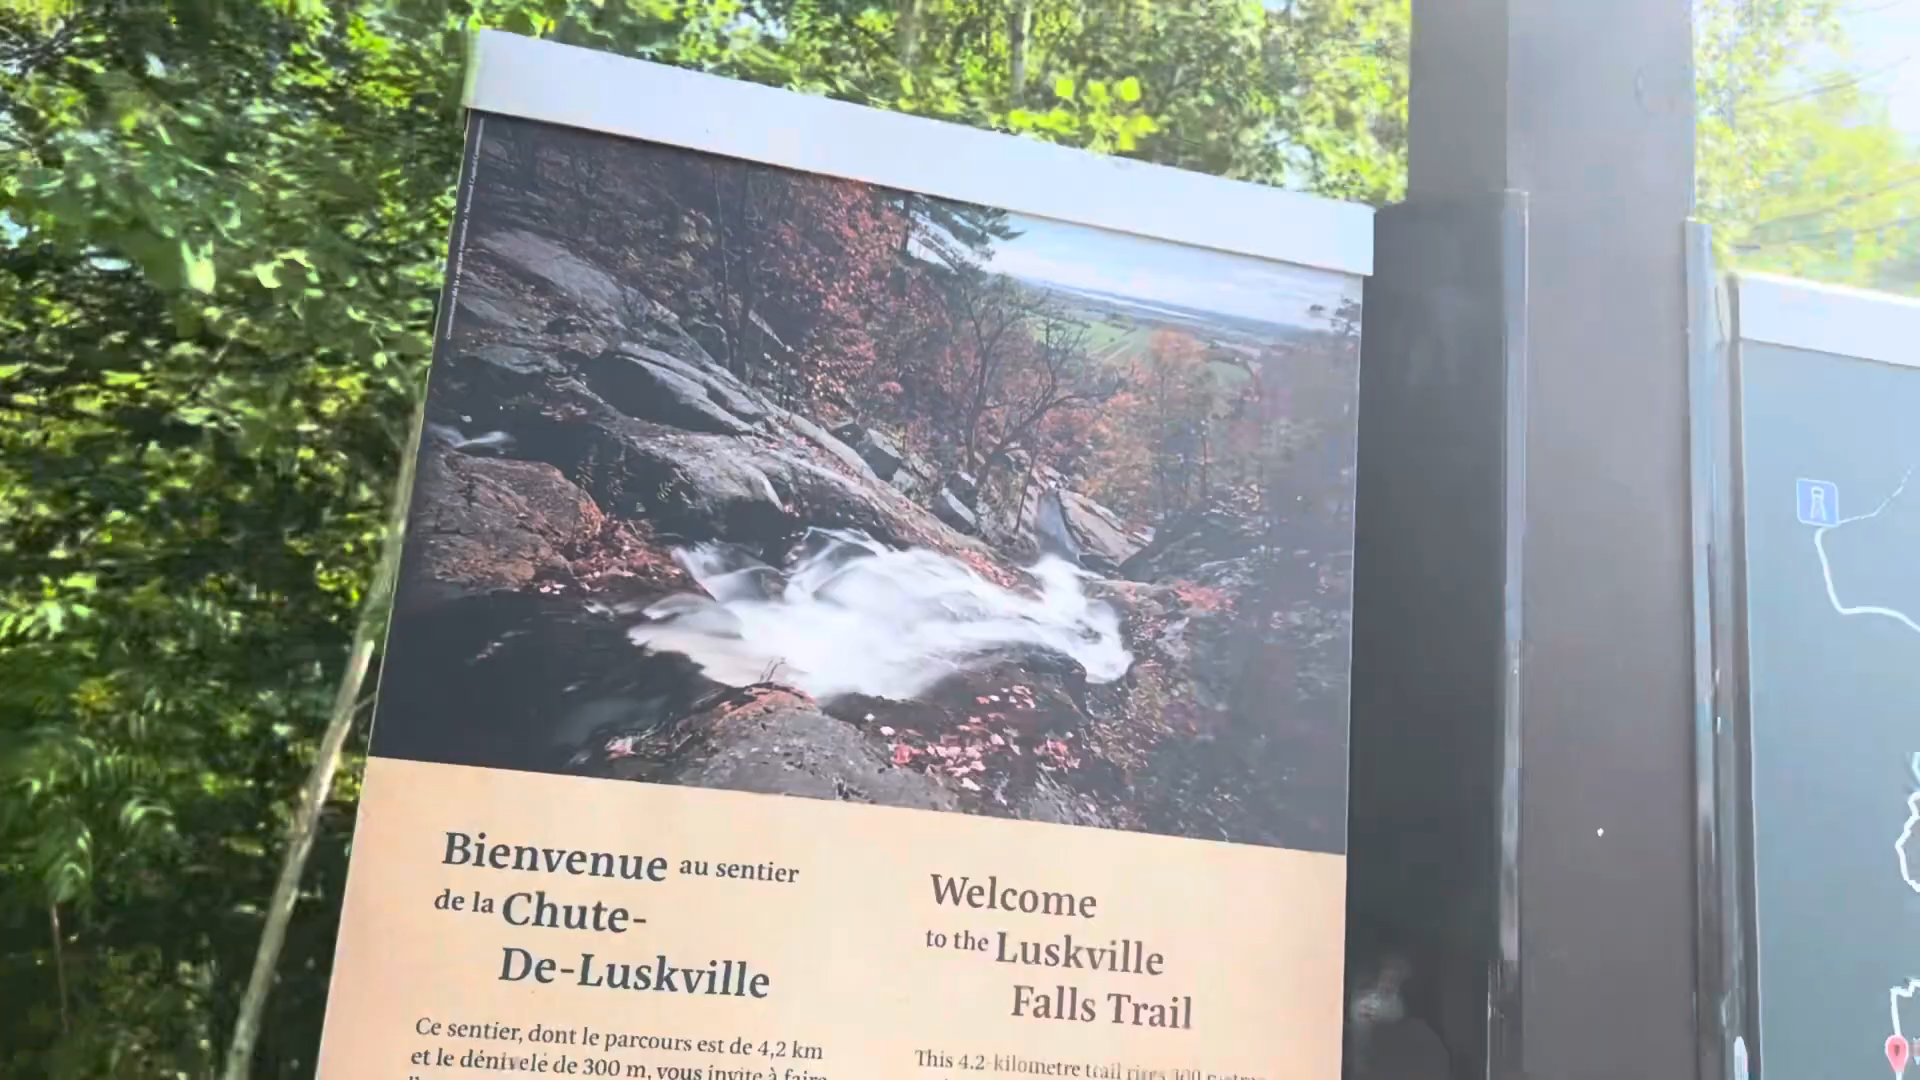 Bienvenue au sentier
de la Chute-
De-Luskville
Ce sentier, dont le parcours est de 4,2 km
et le dénivelé de 300 m, vous invite à faire
Welcome
to the Luskville
Falls Trail
This 4.2-kilometre trail rises 300 metres